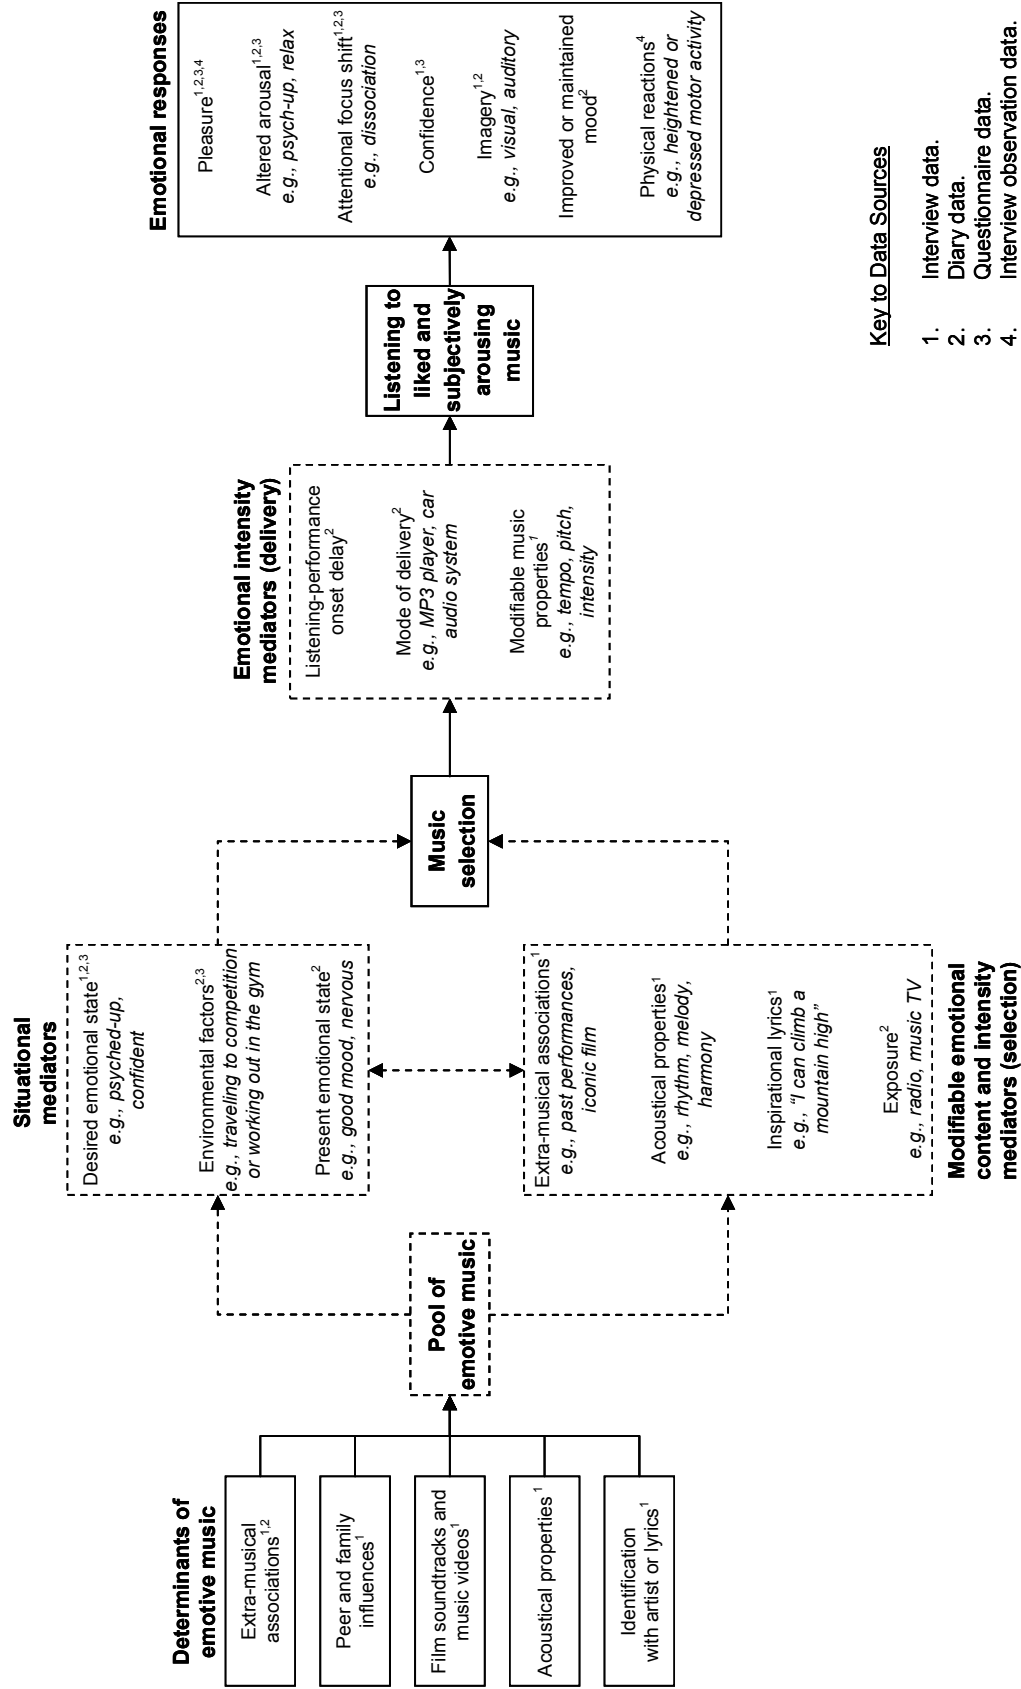 Determinants of
emotive music
Extra-musical
associations1,2
Peer and family
influences1
Film soundtracks and
music videos1
Acoustical properties1
Identification
with artist or lyrics1
Pool of
emotive music
Situational
mediators
Desired emotional state1,2,3
e.g., psyched-up,
confident
Environmental factors2,3
e.g., traveling to competition
or working out in the gym
Present emotional state2
e.g., good mood, nervous
Extra-musical associations1
e.g., past performances,
iconic film
Acoustical properties1
e.g., rhythm, melody,
harmony
Inspirational lyrics1
e.g., “I can climb a
mountain high”
Exposure2
e.g., radio, music TV
Modifiable emotional
content and intensity
mediators (selection)
Music
selection
Emotional intensity
mediators (delivery)
Listening-performance
onset delay2
Mode of delivery2
e.g., MP3 player, car
audio system
Modifiable music
properties1
e.g., tempo, pitch,
intensity
Listening to
liked and
subjectively
arousing
music
Emotional responses
Pleasure1,2,3,4
Altered arousal1,2,3
e.g., psych-up, relax
Attentional focus shift1,2,3
e.g., dissociation
Confidence1,3
Imagery1,2
e.g., visual, auditory
Improved or maintained
mood2
Physical reactions4
e.g., heightened or
depressed motor activity
Key to Data Sources
1. Interview data.
2. Diary data.
3. Questionnaire data.
4. Interview observation data.